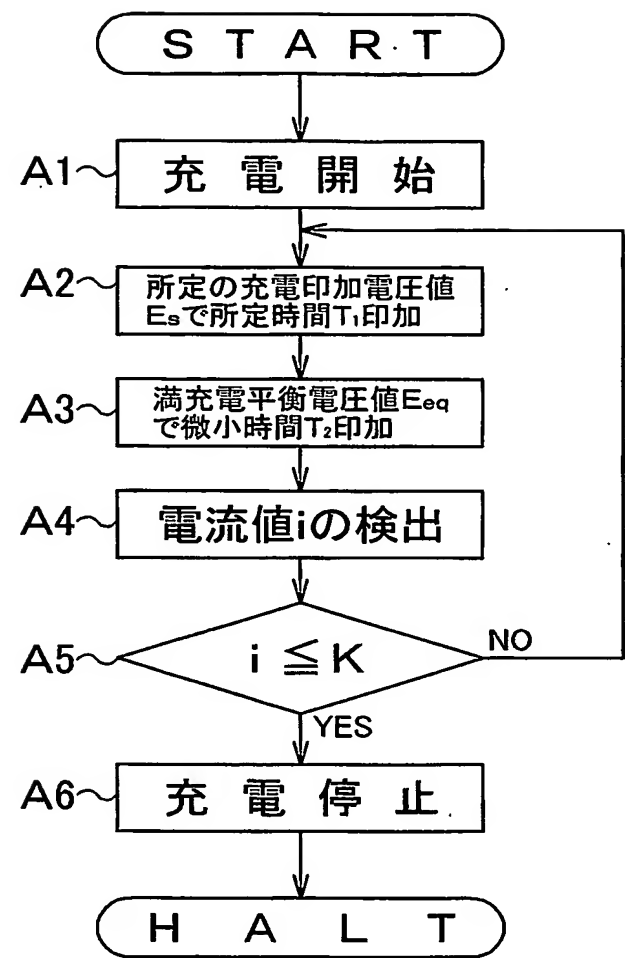 START
A1 充電開始
A2 所定の充電印加電圧値
Esで所定時間T₁印加
A3 満充電平衡電圧値Eeq
で微小時間T₂印加
A4 電流値iの検出
A5 i ≦ K NO
YES
A6 充電停止
HALT